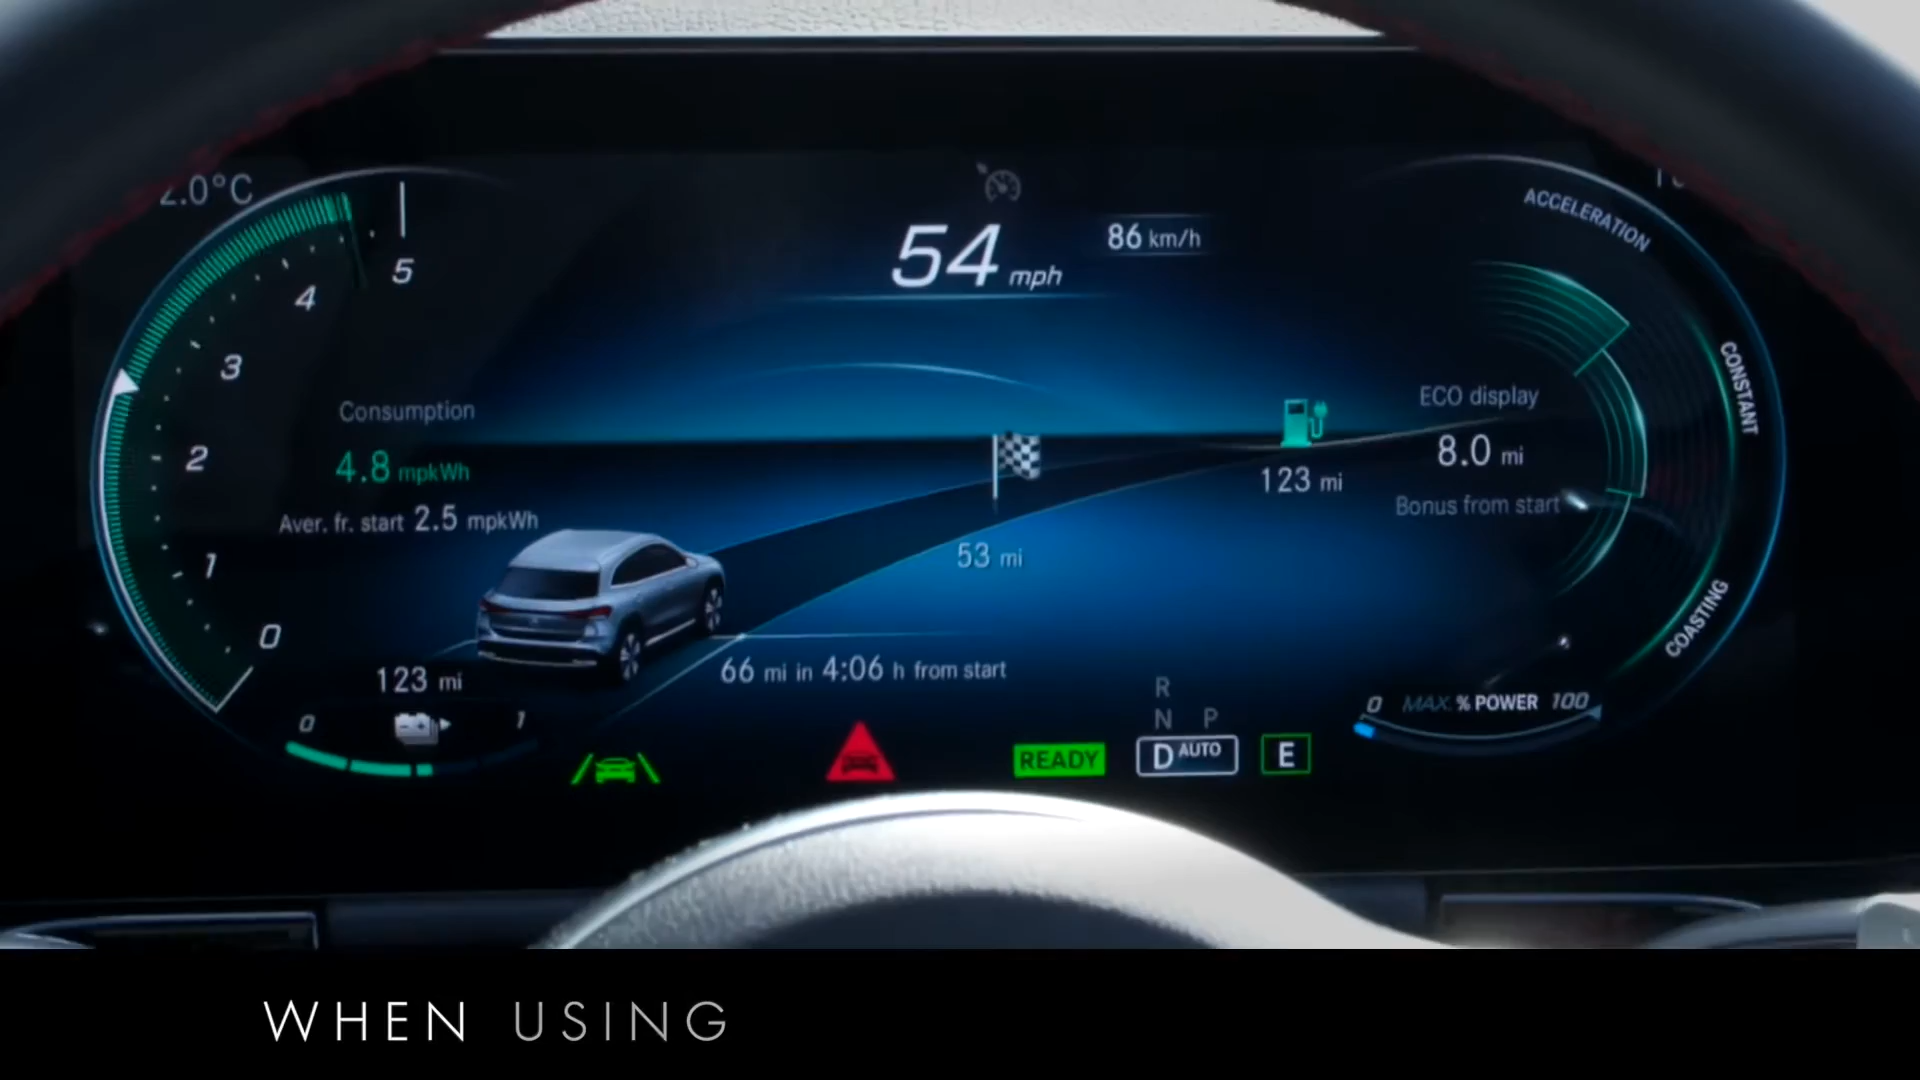 2.0°C
54 mph
86 km/h
5
4
3
2
1
0
Consumption
4.8 mpkWh
Aver. fr. start 2.5 mpkWh
ACCELERATION
CONSTANT
COASTING
ECO display
8.0 mi
Bonus from start
123 mi
53 mi
66 mi in 4:06 h from start
123 mi
0 1
R
N P
READY
D AUTO
E
0 MAX. % POWER 100
WHEN USING